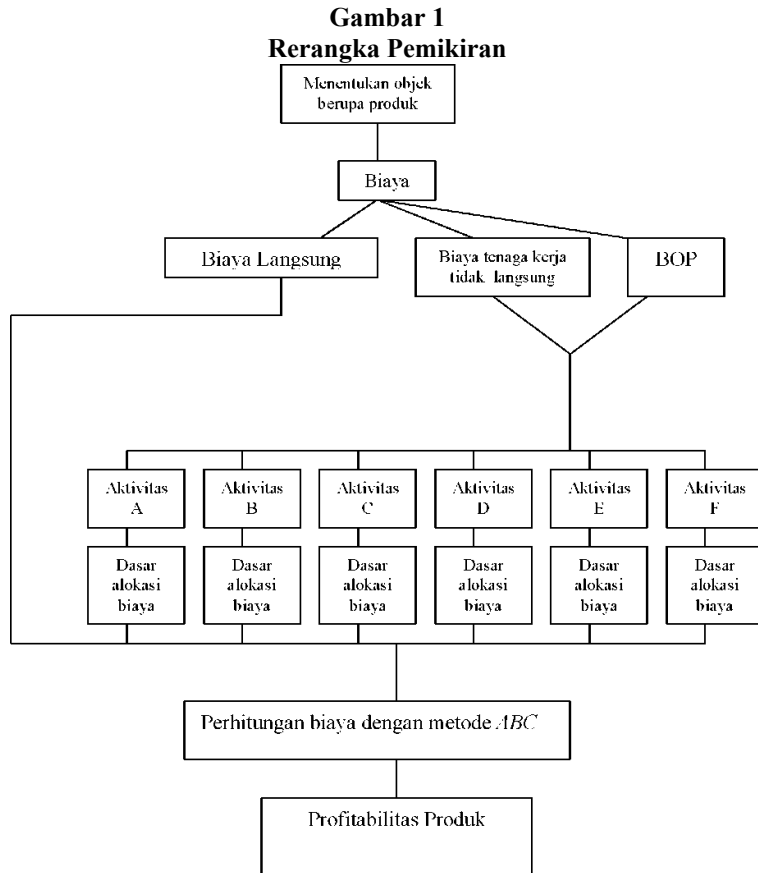 Gambar 1
Rerangka Pemikiran
Menentukan objek
berupa produk
Biaya
Biaya Langsung
Biaya tenaga kerja
tidak langsung
BOP
Aktivitas
A
Aktivitas
B
Aktivitas
C
Aktivitas
D
Aktivitas
E
Aktivitas
F
Dasar
alokasi
biaya
Dasar
alokasi
biaya
Dasar
alokasi
biaya
Dasar
alokasi
biaya
Dasar
alokasi
biaya
Dasar
alokasi
biaya
Perhitungan biaya dengan metode ABC
Profitabilitas Produk